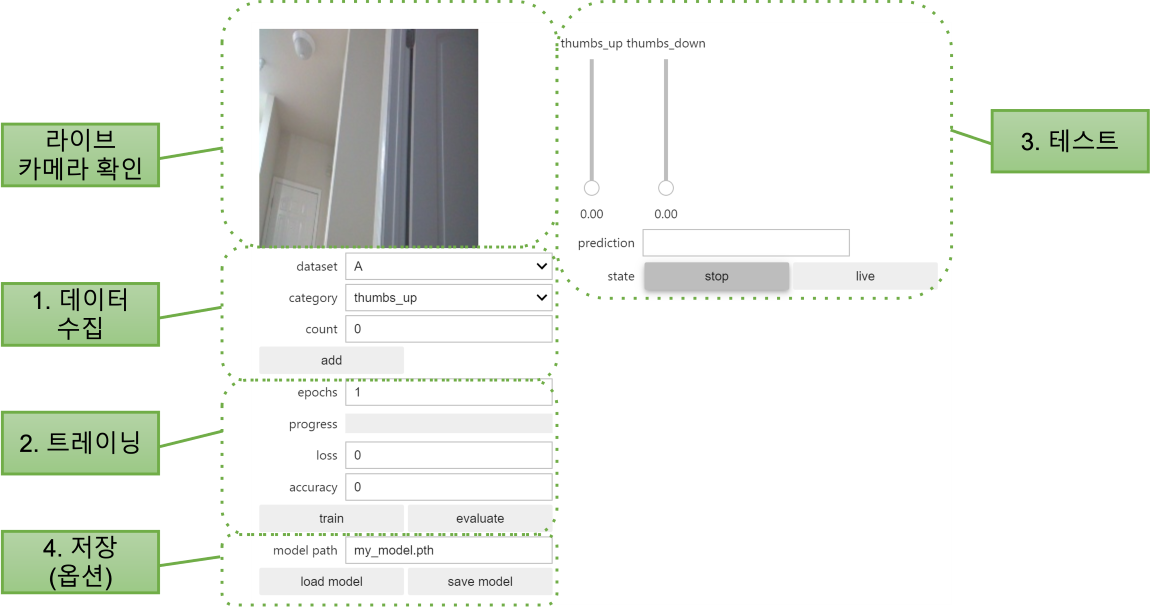 라이브
카메라 확인
thumbs_up thumbs_down
0.00 0.00
prediction
state stop live
3. 테스트
1. 데이터
수집
dataset A
category thumbs_up
count 0
add
2. 트레이닝
epochs 1
progress
loss 0
accuracy 0
train evaluate
4. 저장
(옵션)
model path my_model.pth
load model save model